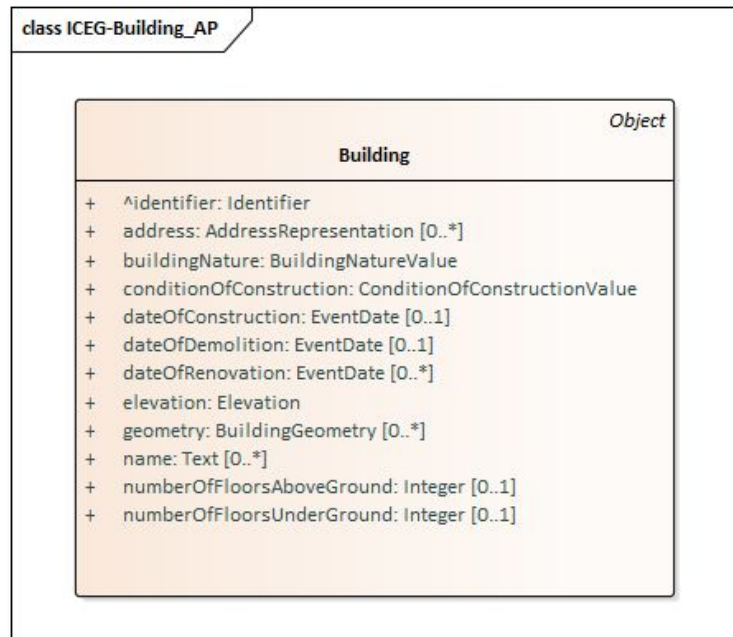 class ICEG-Building_AP
Object
Building
+ ^identifier: Identifier
+ address: AddressRepresentation [0..*]
+ buildingNature: BuildingNatureValue
+ conditionOfConstruction: ConditionOfConstructionValue
+ dateOfConstruction: EventDate [0..1]
+ dateOfDemolition: EventDate [0..1]
+ dateOfRenovation: EventDate [0..*]
+ elevation: Elevation
+ geometry: BuildingGeometry [0..*]
+ name: Text [0..*]
+ numberOfFloorsAboveGround: Integer [0..1]
+ numberOfFloorsUnderGround: Integer [0..1]